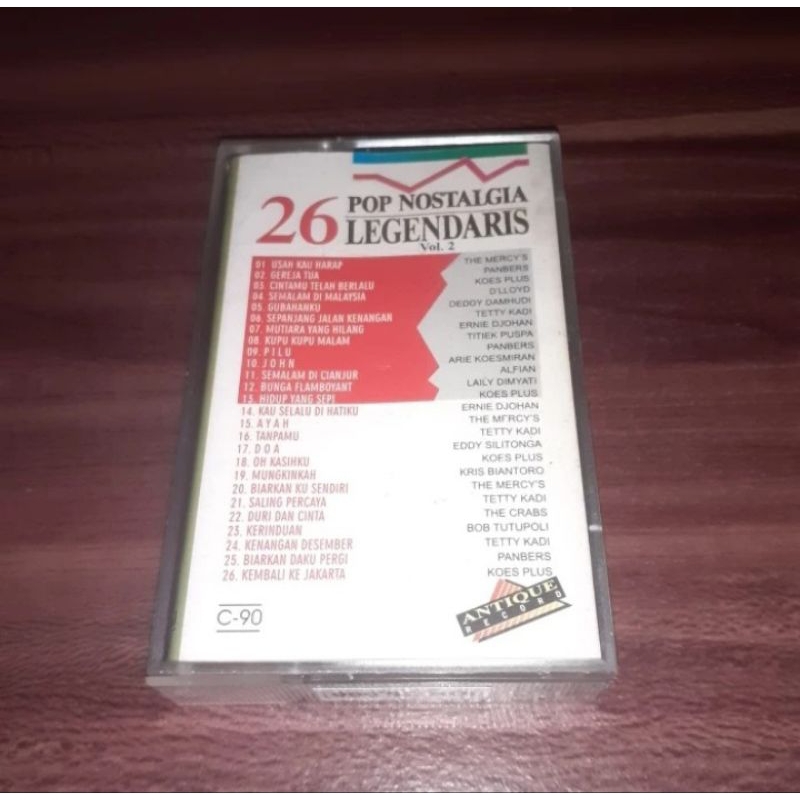 26 POP NOSTALGIA
LEGENDARIS
Vol. 2
01 USAH KAU HARAP THE MERCY'S
02. GEREJA TUA PANBERS
03. CINTAMU TELAH BERLALU KOES PLUS
04. SEMALAM DI MALAYSIA D'LLOYD
05. GUBAHANKU DEDDY DAMHUDI
06. SEPANJANG JALAN KENANGAN TETTY KADI
07. MUTIARA YANG HILANG ERNIE DJOHAN
08. KUPU KUPU MALAM TITIEK PUSPA
09. P I L U PANBERS
10. J O H N ARIE KOESMIRAN
11. SEMALAM DI CIANJUR ALFIAN
12. BUNGA FLAMBOYANT LAILY DIMYATI
13. HIDUP YANG SEPI KOES PLUS
14. KAU SELALU DI HATIKU ERNIE DJOHAN
15. A Y A H THE MERCY'S
16. TANPAMU TETTY KADI
17. D O A EDDY SILITONGA
18. OH KASIHKU KOES PLUS
19. MUNGKINKAH KRIS BIANTORO
20. BIARKAN KU SENDIRI THE MERCY'S
21. SALING PERCAYA TETTY KADI
22. DURI DAN CINTA THE CRABS
23. KERINDUAN BOB TUTUPOLI
24. KENANGAN DESEMBER TETTY KADI
25. BIARKAN DAKU PERGI PANBERS
26. KEMBALI KE JAKARTA KOES PLUS
C-90
ANTIQUE
RECORD